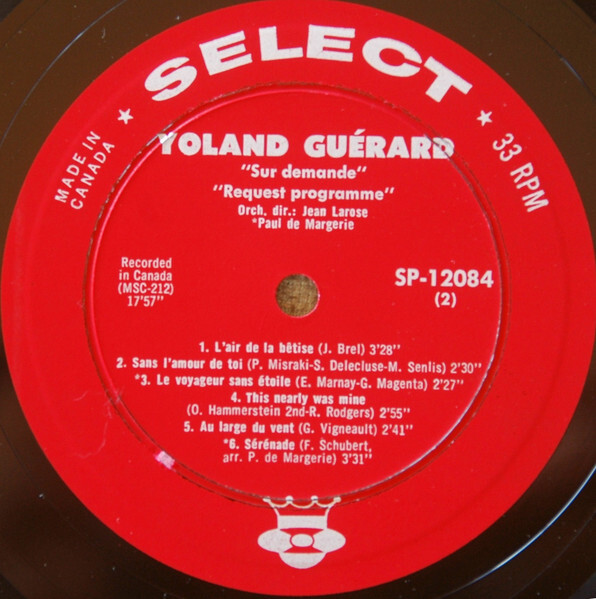 ★ SELECT ★
MADE IN
CANADA
33 RPM
YOLAND GUÉRARD
"Sur demande"
"Request programme"
Orch. dir.: Jean Larose
*Paul de Margerie
Recorded
in Canada
(MSC-212)
17'57"
SP-12084
(2)
1. L'air de la bêtise (J. Brel) 3'28"
2. Sans l'amour de toi (P. Misraki-S. Delecluse-M. Senlis) 2'30"
*3. Le voyageur sans étoile (E. Marnay-G. Magenta) 2'27"
4. This nearly was mine
(O. Hammerstein 2nd-R. Rodgers) 2'55"
5. Au large du vent (G. Vigneault) 2'41"
*6. Sérénade (F. Schubert,
arr. P. de Margerie) 3'31"